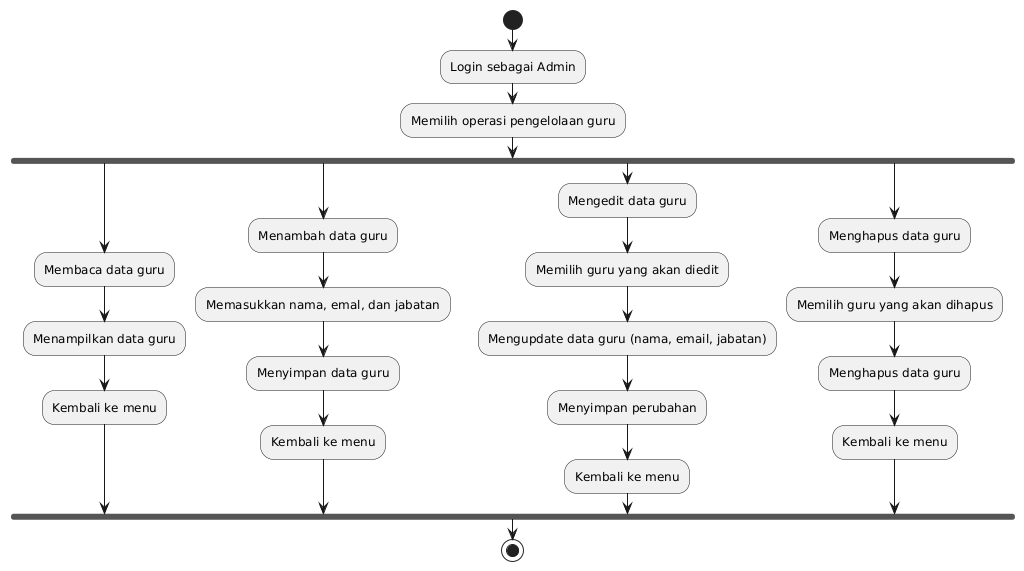 Login sebagai Admin
Memilih operasi pengelolaan guru
Membaca data guru
Menampilkan data guru
Kembali ke menu
Menambah data guru
Memasukkan nama, emal, dan jabatan
Menyimpan data guru
Kembali ke menu
Mengedit data guru
Memilih guru yang akan diedit
Mengupdate data guru (nama, email, jabatan)
Menyimpan perubahan
Kembali ke menu
Menghapus data guru
Memilih guru yang akan dihapus
Menghapus data guru
Kembali ke menu